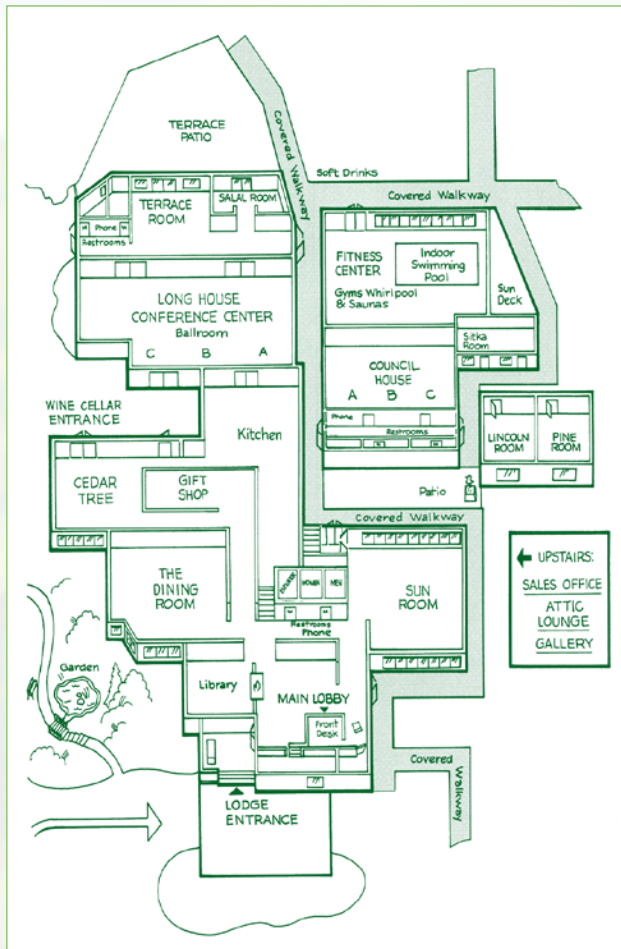 TERRACE
PATIO
Covered Walkway
Soft Drinks
Covered Walkway
TERRACE
ROOM
SALAL ROOM
Phone
Restrooms
FITNESS
CENTER
Gyms Whirlpool
& Saunas
Indoor
Swimming
Pool
Sun
Deck
LONG HOUSE
CONFERENCE CENTER
Ballroom
C B A
Sitka
Room
COUNCIL
HOUSE
A B C
Phone
Restrooms
WINE CELLAR
ENTRANCE
Kitchen
LINCOLN
ROOM
PINE
ROOM
CEDAR
TREE
GIFT
SHOP
Patio
Covered Walkway
THE
DINING
ROOM
WOMEN
MEN
SUN
ROOM
Restrooms
Phone
UPSTAIRS:
SALES OFFICE
ATTIC
LOUNGE
GALLERY
Garden
Library
MAIN LOBBY
Front
Desk
Covered
Walkway
LODGE
ENTRANCE